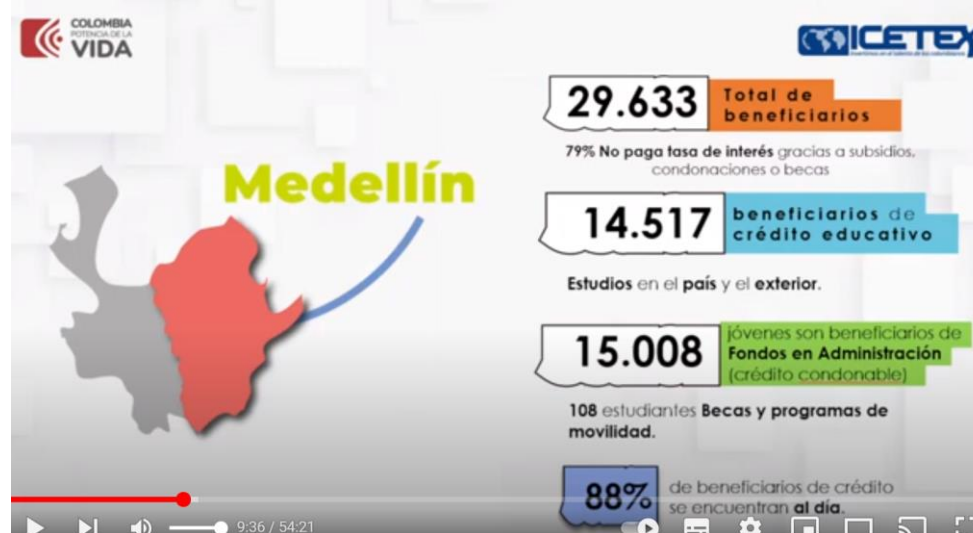 COLOMBIA
POTENCIA DE LA
VIDA
ICETEX
Medellín
29.633
Total de
beneficiarios
79% No paga tasa de interés gracias a subsidios,
condonaciones o becas
14.517
beneficiarios de
crédito educativo
Estudios en el país y el exterior.
15.008
jóvenes son beneficiarios de
Fondos en Administración
(crédito condonable)
108 estudiantes Becas y programas de
movilidad.
88%
de beneficiarios de crédito
se encuentran al día.
9:36 / 54:21